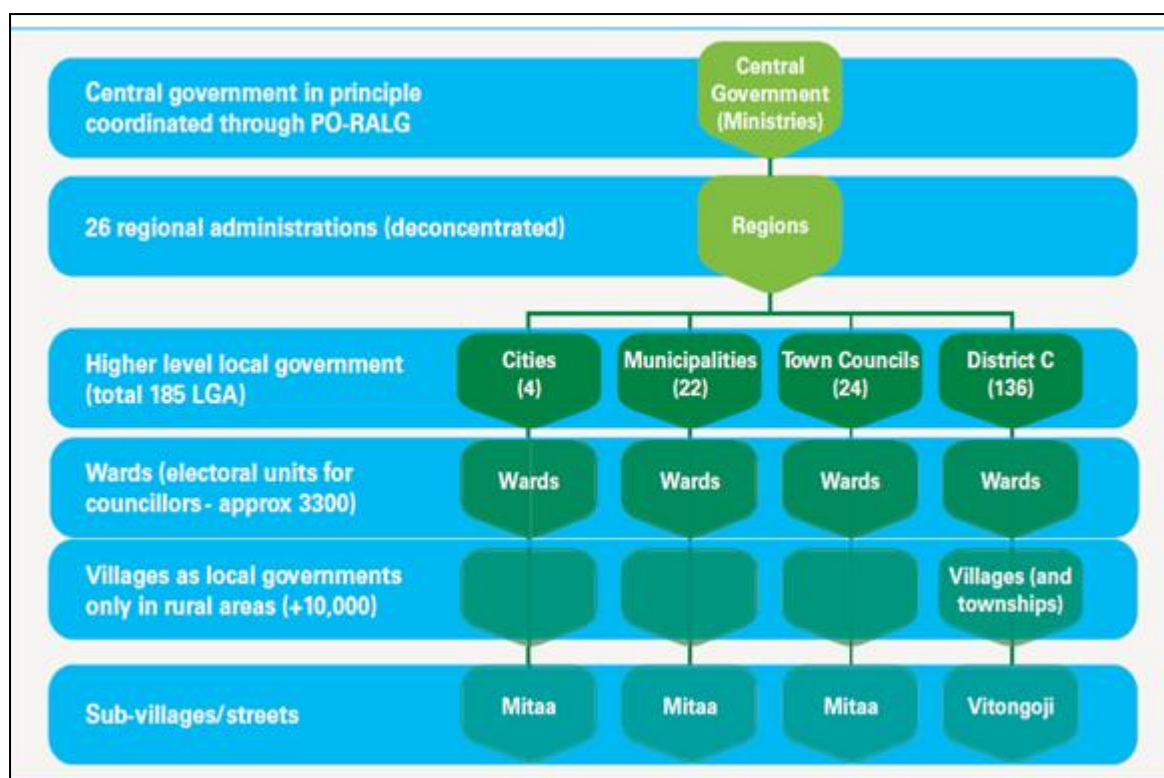 Central government in principle
coordinated through PO-RALG
Central
Government
(Ministries)
26 regional administrations (deconcentrated)
Regions
Higher level local government
(total 185 LGA)
Cities
(4)
Municipalities
(22)
Town Councils
(24)
District C
(136)
Wards (electoral units for
councillors - approx 3300)
Wards
Wards
Wards
Wards
Villages as local governments
only in rural areas (+10,000)
Villages (and
townships)
Sub-villages/streets
Mitaa
Mitaa
Mitaa
Vitongoji